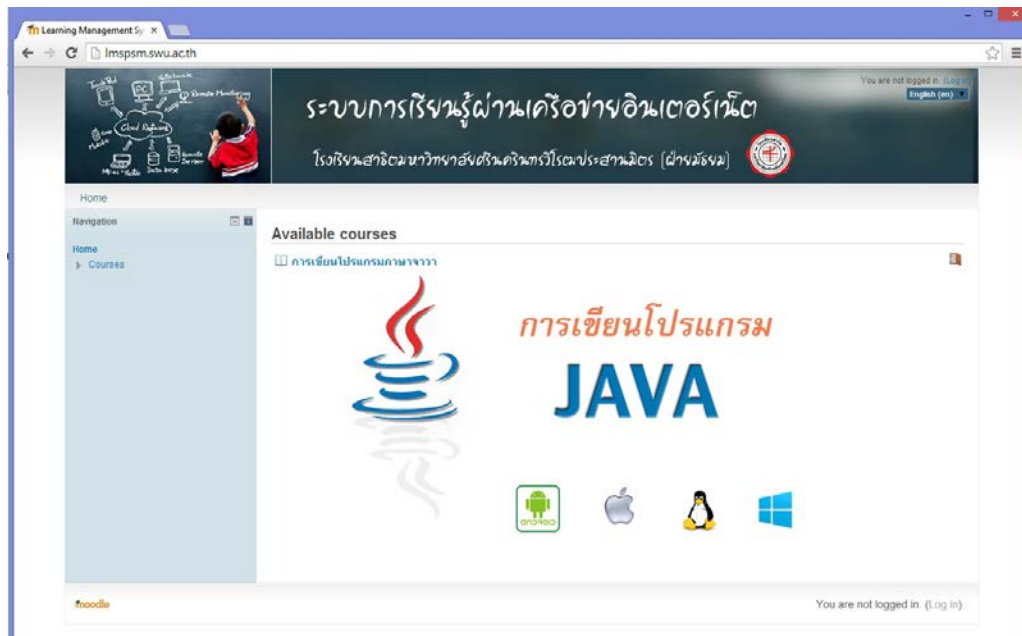 Learning Management Sy
lmspsm.swu.ac.th
You are not logged in. (Log in)
English (en)
PC
Remote Monitoring
ระบบการเรียนรู้ผ่านเครือข่ายอินเตอร์เน็ต
โรงเรียนสาธิตมหาวิทยาลัยศรีนครินทรวิโรฒประสานมิตร (ฝ่ายมัธยม)
Data base
Home
Navigation
Home
Courses
Available courses
การเขียนโปรแกรมภาษาจาวา
การเขียนโปรแกรม
JAVA
android
moodle
You are not logged in. (Log in)